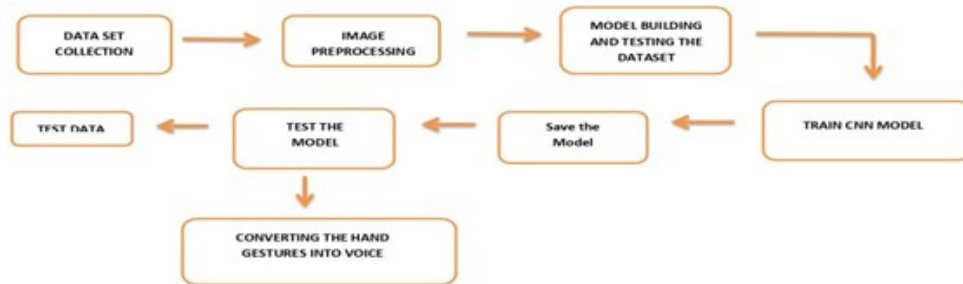 DATA SET
COLLECTION
IMAGE
PREPROCESSING
MODEL BUILDING
AND TESTING THE
DATASET
TRAIN CNN MODEL
Save the
Model
TEST THE
MODEL
TEST DATA
CONVERTING THE HAND
GESTURES INTO VOICE